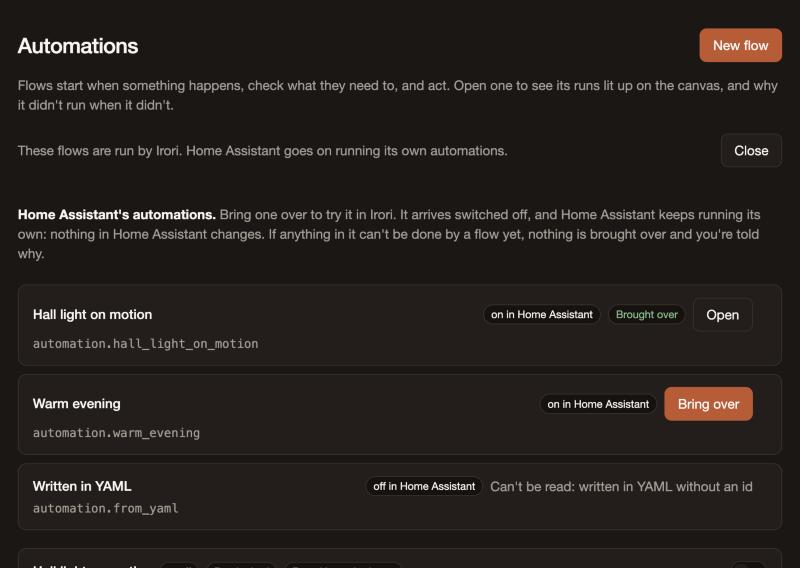 Automations
New flow
Flows start when something happens, check what they need to, and act. Open one to see its runs lit up on the canvas, and why
it didn't run when it didn't.
These flows are run by Irori. Home Assistant goes on running its own automations.
Close
Home Assistant's automations. Bring one over to try it in Irori. It arrives switched off, and Home Assistant keeps running its
own: nothing in Home Assistant changes. If anything in it can't be done by a flow yet, nothing is brought over and you're told
why.
Hall light on motion
on in Home Assistant
Brought over
Open
automation.hall_light_on_motion
Warm evening
on in Home Assistant
Bring over
automation.warm_evening
Written in YAML
off in Home Assistant
Can't be read: written in YAML without an id
automation.from_yaml